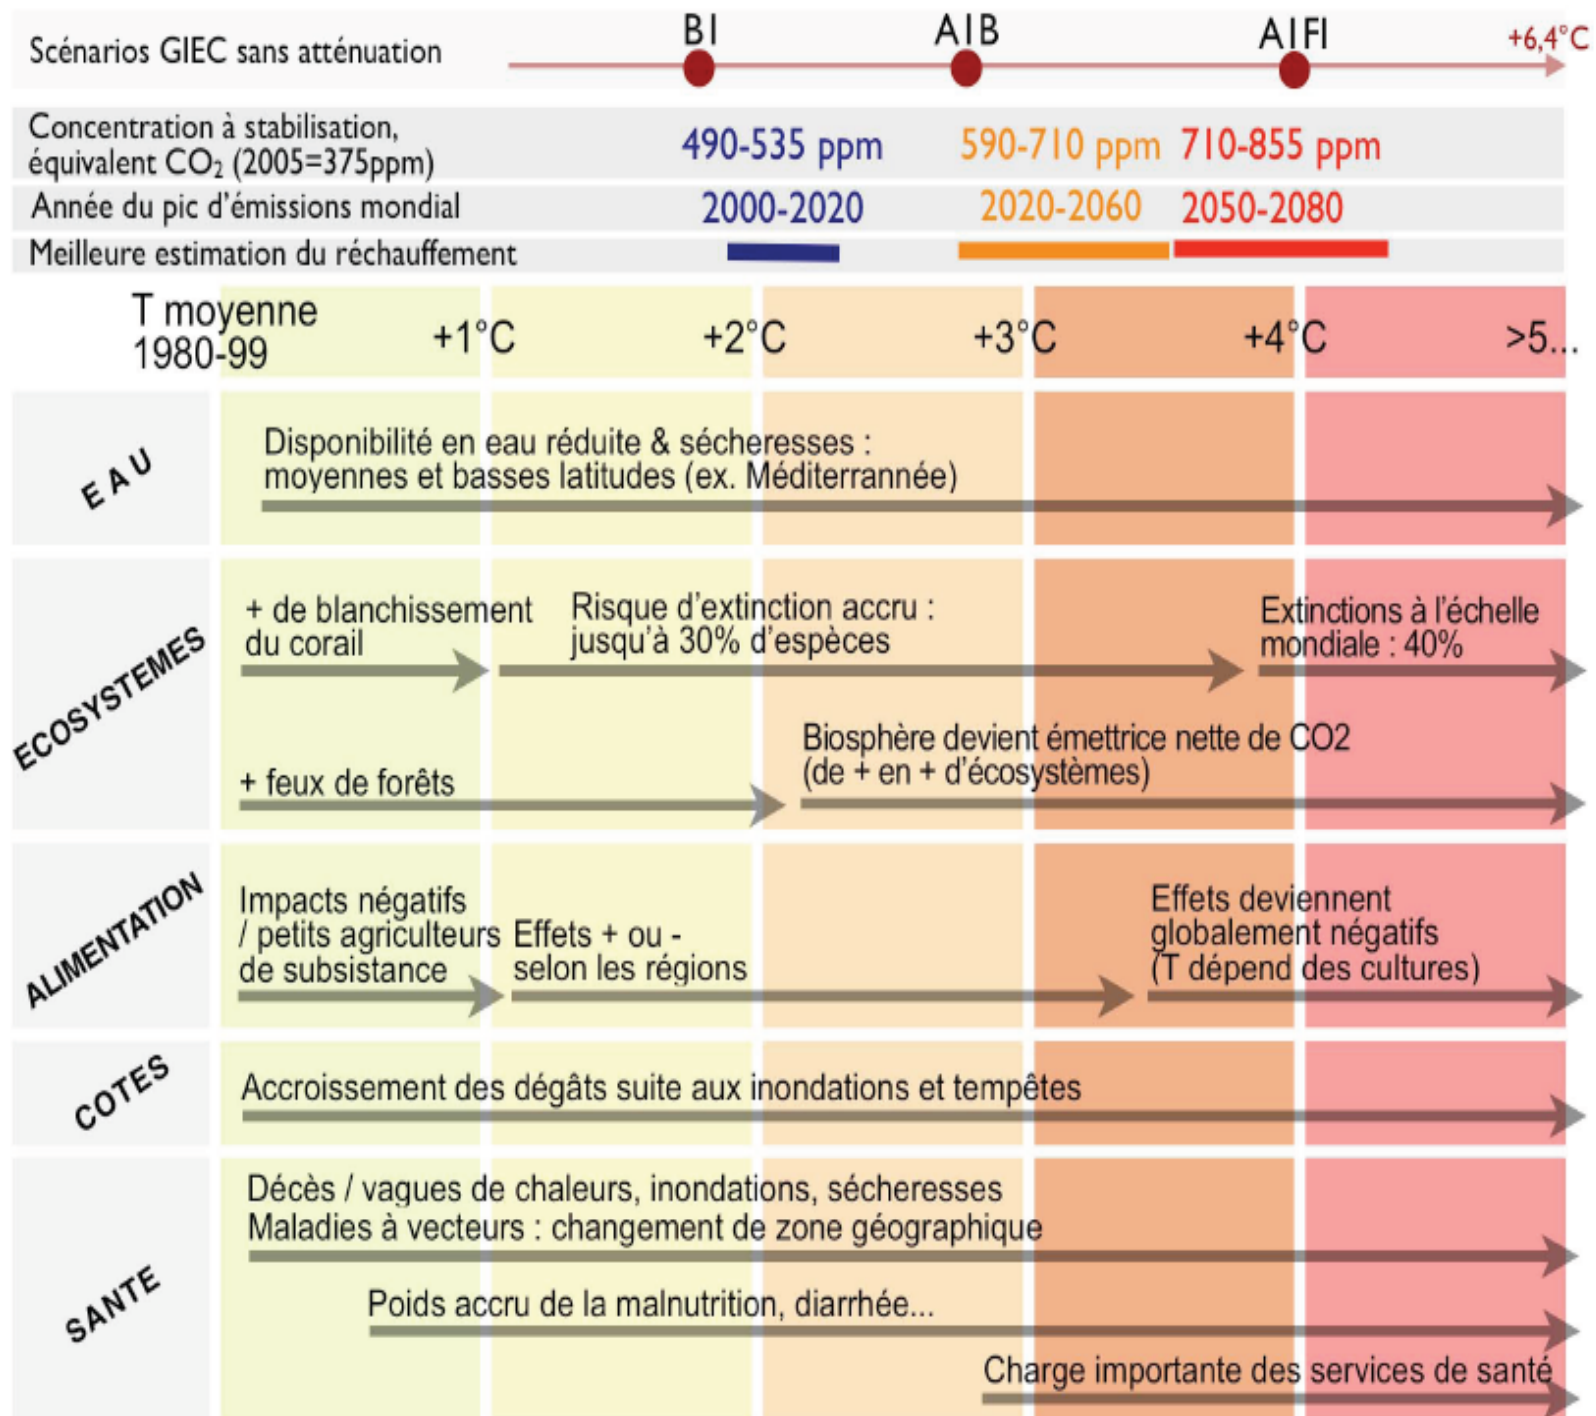 BI AIB AIFI +6,4°C
Scénarios GIEC sans atténuation
Concentration à stabilisation,
équivalent CO₂ (2005=375ppm)
490-535 ppm 590-710 ppm 710-855 ppm
Année du pic d'émissions mondial 2000-2020 2020-2060 2050-2080
Meilleure estimation du réchauffement
T moyenne
1980-99
+1°C +2°C +3°C +4°C >5...
EAU
Disponibilité en eau réduite & sécheresses :
moyennes et basses latitudes (ex. Méditerrannée)
ECOSYSTEMES
+ de blanchissement
du corail
Risque d'extinction accru :
jusqu'à 30% d'espèces
Extinctions à l'échelle
mondiale : 40%
+ feux de forêts
Biosphère devient émettrice nette de CO2
(de + en + d'écosystèmes)
ALIMENTATION
Impacts négatifs
/ petits agriculteurs
de subsistance
Effets + ou -
selon les régions
Effets deviennent
globalement négatifs
(T dépend des cultures)
COTES
Accroissement des dégâts suite aux inondations et tempêtes
SANTE
Décès / vagues de chaleurs, inondations, sécheresses
Maladies à vecteurs : changement de zone géographique
Poids accru de la malnutrition, diarrhée...
Charge importante des services de santé